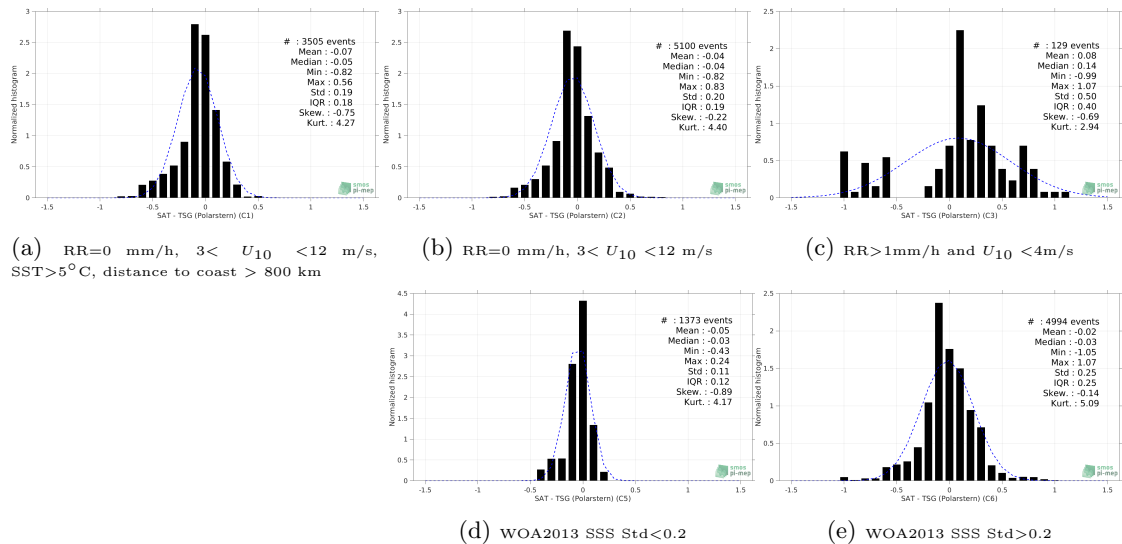 3
2.5
2
1.5
1
0.5
0
Normalized histogram
-1.5 -1 -0.5 0 0.5 1 1.5
SAT - TSG (Polarstern) (C1)
# : 3505 events
Mean : -0.07
Median : -0.05
Min : -0.82
Max : 0.56
Std : 0.19
IQR : 0.18
Skew. : -0.75
Kurt. : 4.27
smos
pi-mep
(a) RR=0 mm/h, 3< U10 <12 m/s,
SST>5°C, distance to coast > 800 km
3
2.5
2
1.5
1
0.5
0
Normalized histogram
-1.5 -1 -0.5 0 0.5 1 1.5
SAT - TSG (Polarstern) (C2)
# : 5100 events
Mean : -0.04
Median : -0.04
Min : -0.82
Max : 0.83
Std : 0.20
IQR : 0.19
Skew. : -0.22
Kurt. : 4.40
smos
pi-mep
(b) RR=0 mm/h, 3< U10 <12 m/s
2.5
2
1.5
1
0.5
0
Normalized histogram
-1.5 -1 -0.5 0 0.5 1 1.5
SAT - TSG (Polarstern) (C3)
# : 129 events
Mean : 0.08
Median : 0.14
Min : -0.99
Max : 1.07
Std : 0.50
IQR : 0.40
Skew. : -0.69
Kurt. : 2.94
smos
pi-mep
(c) RR>1mm/h and U10 <4m/s
4.5
4
3.5
3
2.5
2
1.5
1
0.5
0
Normalized histogram
-1.5 -1 -0.5 0 0.5 1 1.5
SAT - TSG (Polarstern) (C5)
# : 1373 events
Mean : -0.05
Median : -0.03
Min : -0.43
Max : 0.24
Std : 0.11
IQR : 0.12
Skew. : -0.89
Kurt. : 4.17
smos
pi-mep
(d) WOA2013 SSS Std<0.2
2.5
2
1.5
1
0.5
0
Normalized histogram
-1.5 -1 -0.5 0 0.5 1 1.5
SAT - TSG (Polarstern) (C6)
# : 4994 events
Mean : -0.02
Median : -0.03
Min : -1.05
Max : 1.07
Std : 0.25
IQR : 0.25
Skew. : -0.14
Kurt. : 5.09
smos
pi-mep
(e) WOA2013 SSS Std>0.2